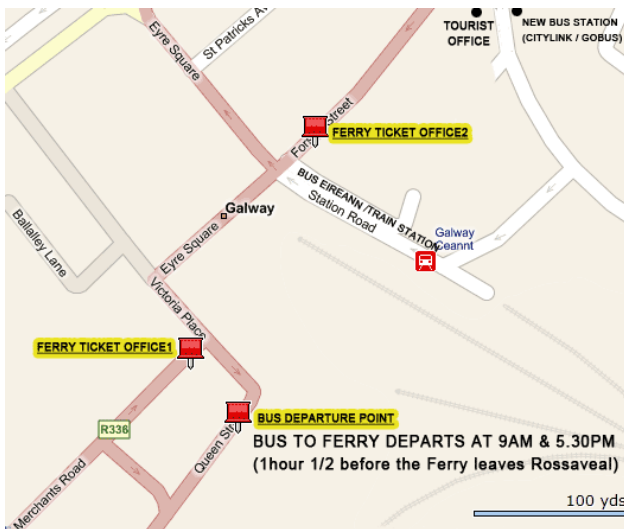 TOURIST
OFFICE
NEW BUS STATION
(CITYLINK / GOBUS)
Eyre Square
St Patricks Av
FERRY TICKET OFFICE2
Street
BUS EIREANN /TRAIN STATION
Station Road
Galway
Ceannt
Galway
Eyre Square
Ballalley Lane
Victoria Place
FERRY TICKET OFFICE1
BUS DEPARTURE POINT
BUS TO FERRY DEPARTS AT 9AM & 5.30PM
(1hour 1/2 before the Ferry leaves Rossaveal)
R336
Queen
Merchants Road
100 yds